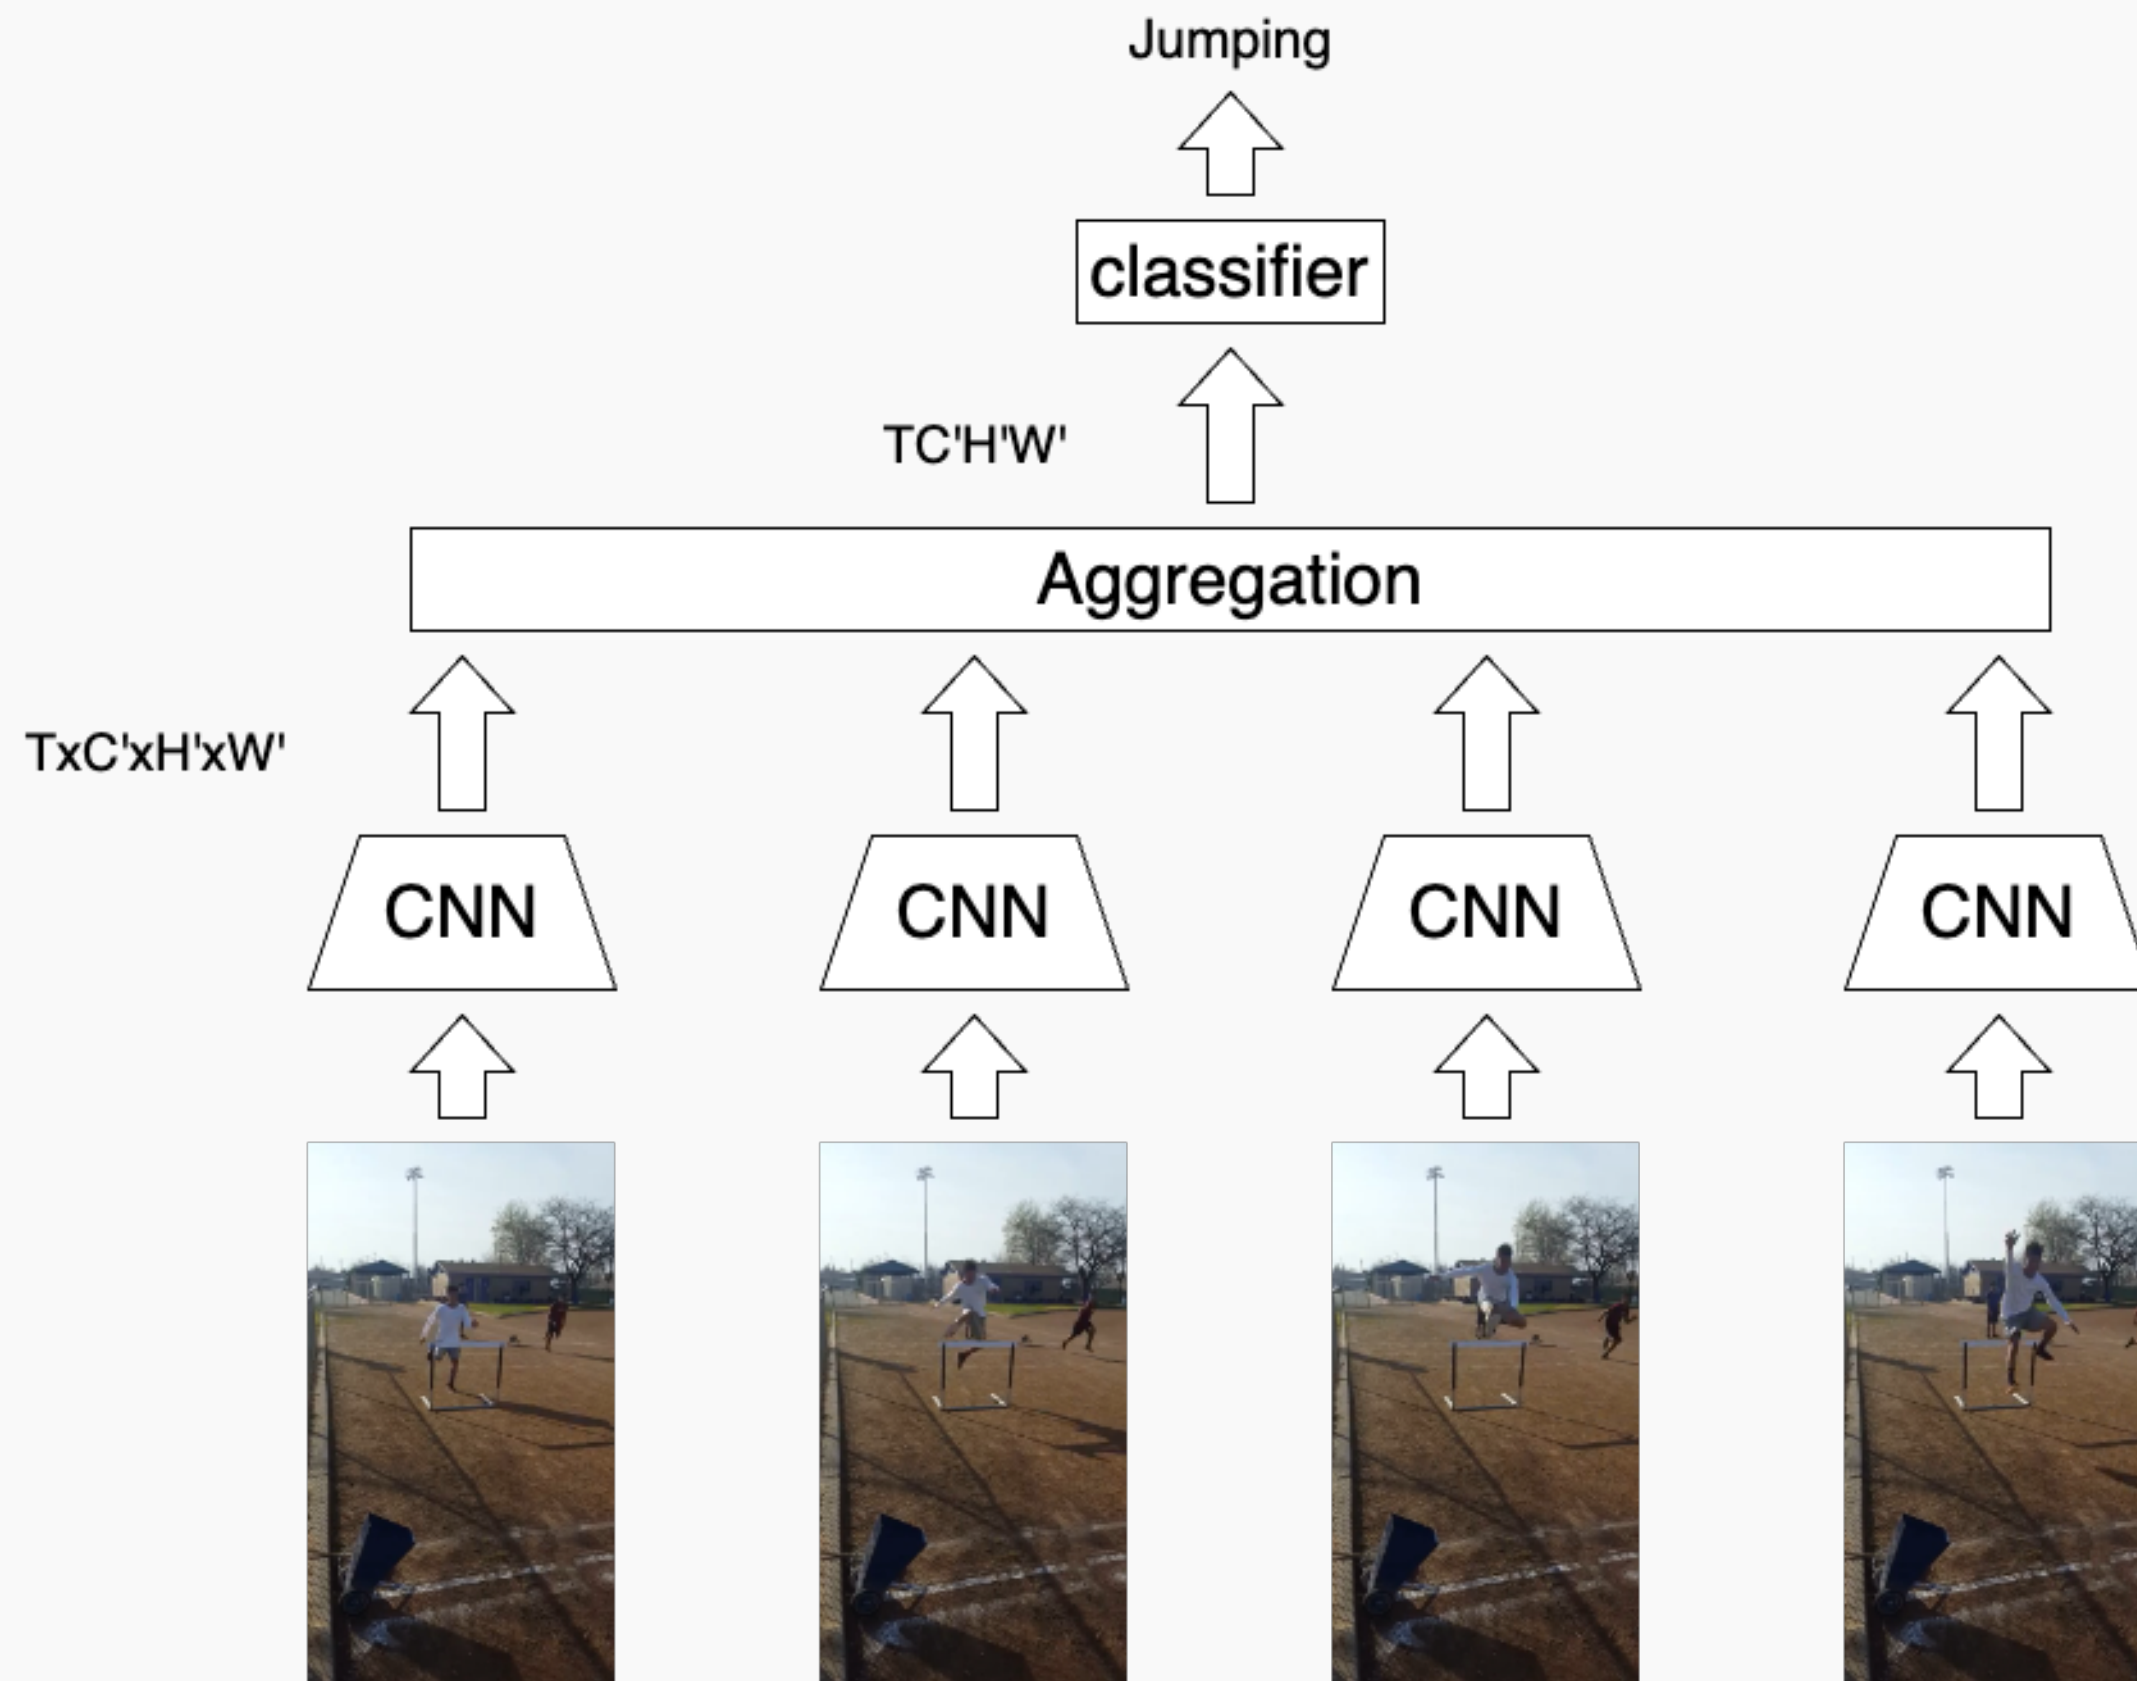 Jumping
classifier
TC'H'W'
Aggregation
TxC'xH'xW'
CNN CNN CNN CNN